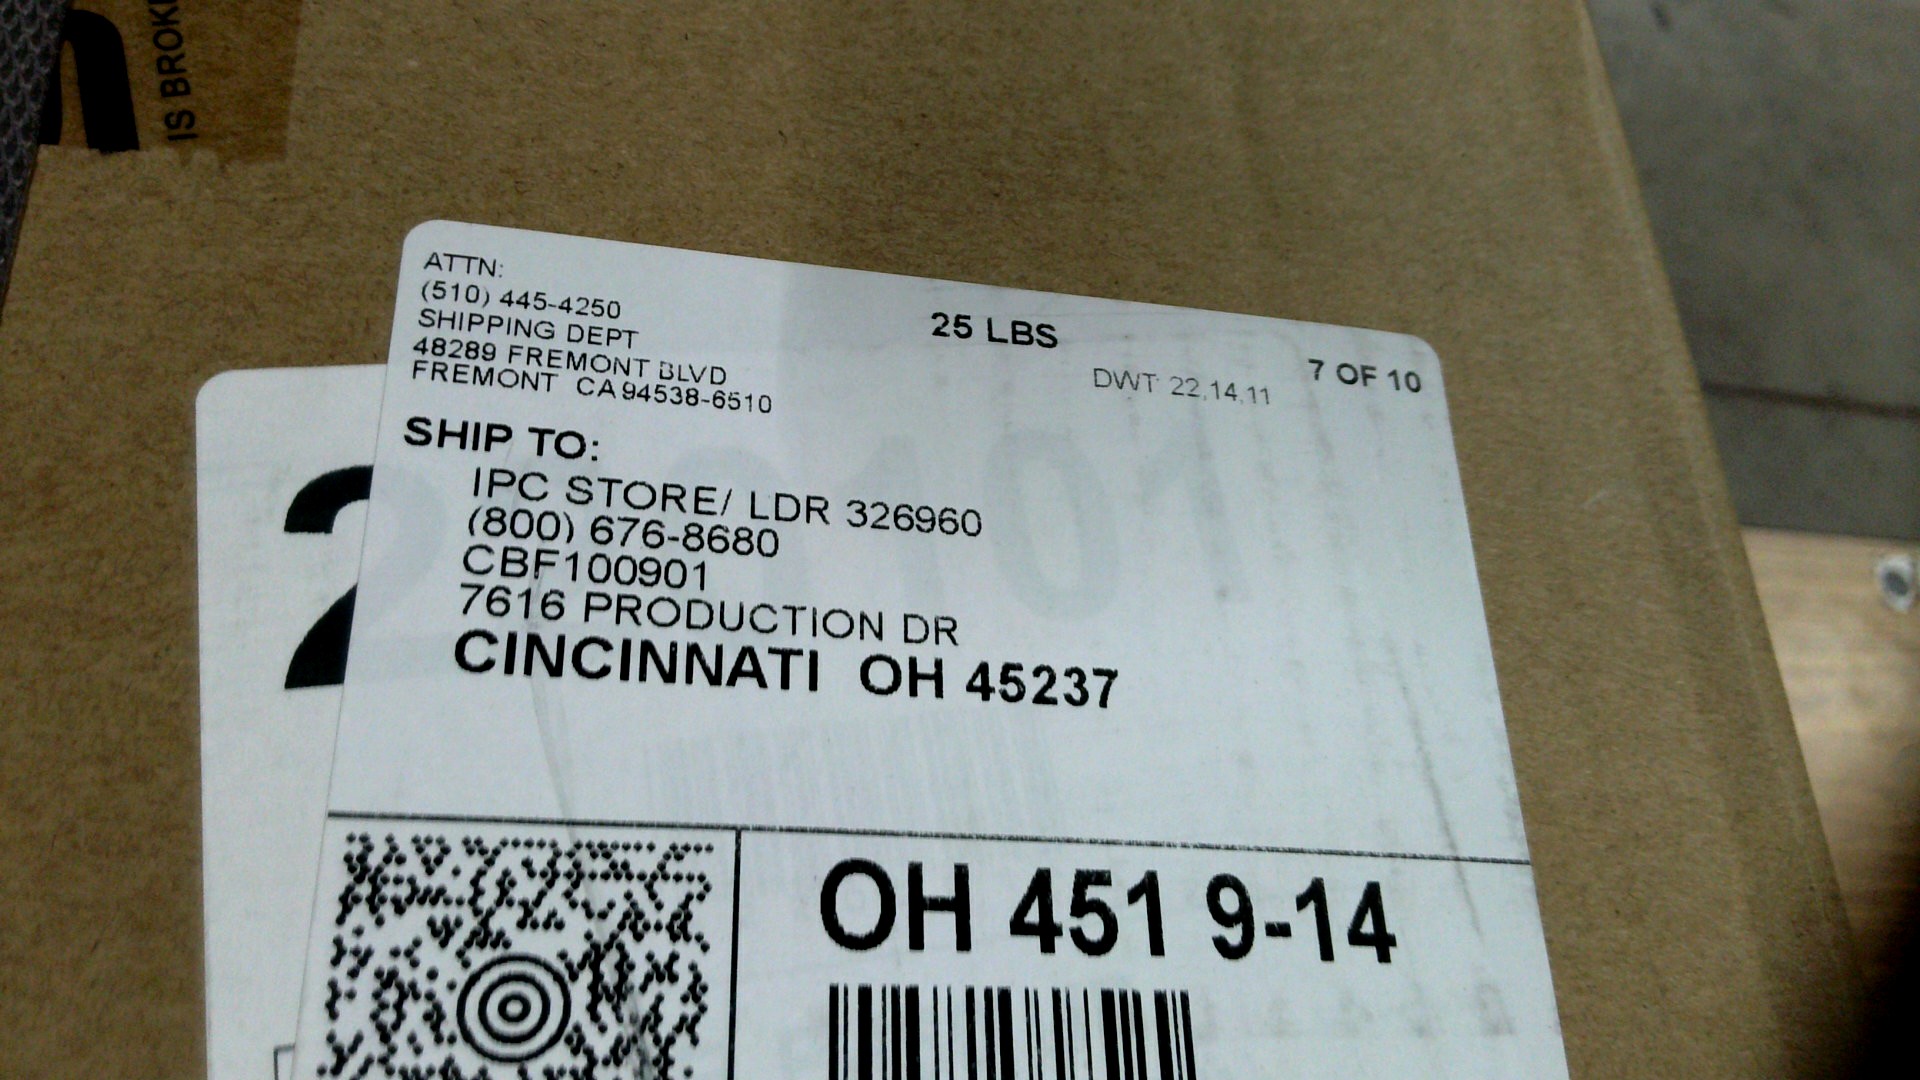 IS BROK
ATTN:
(510) 445-4250
SHIPPING DEPT
48289 FREMONT BLVD
FREMONT CA 94538-6510
25 LBS
7 OF 10
DWT: 22,14,11
SHIP TO:
IPC STORE/ LDR 326960
(800) 676-8680
CBF100901
7616 PRODUCTION DR
CINCINNATI OH 45237
2
OH 451 9-14